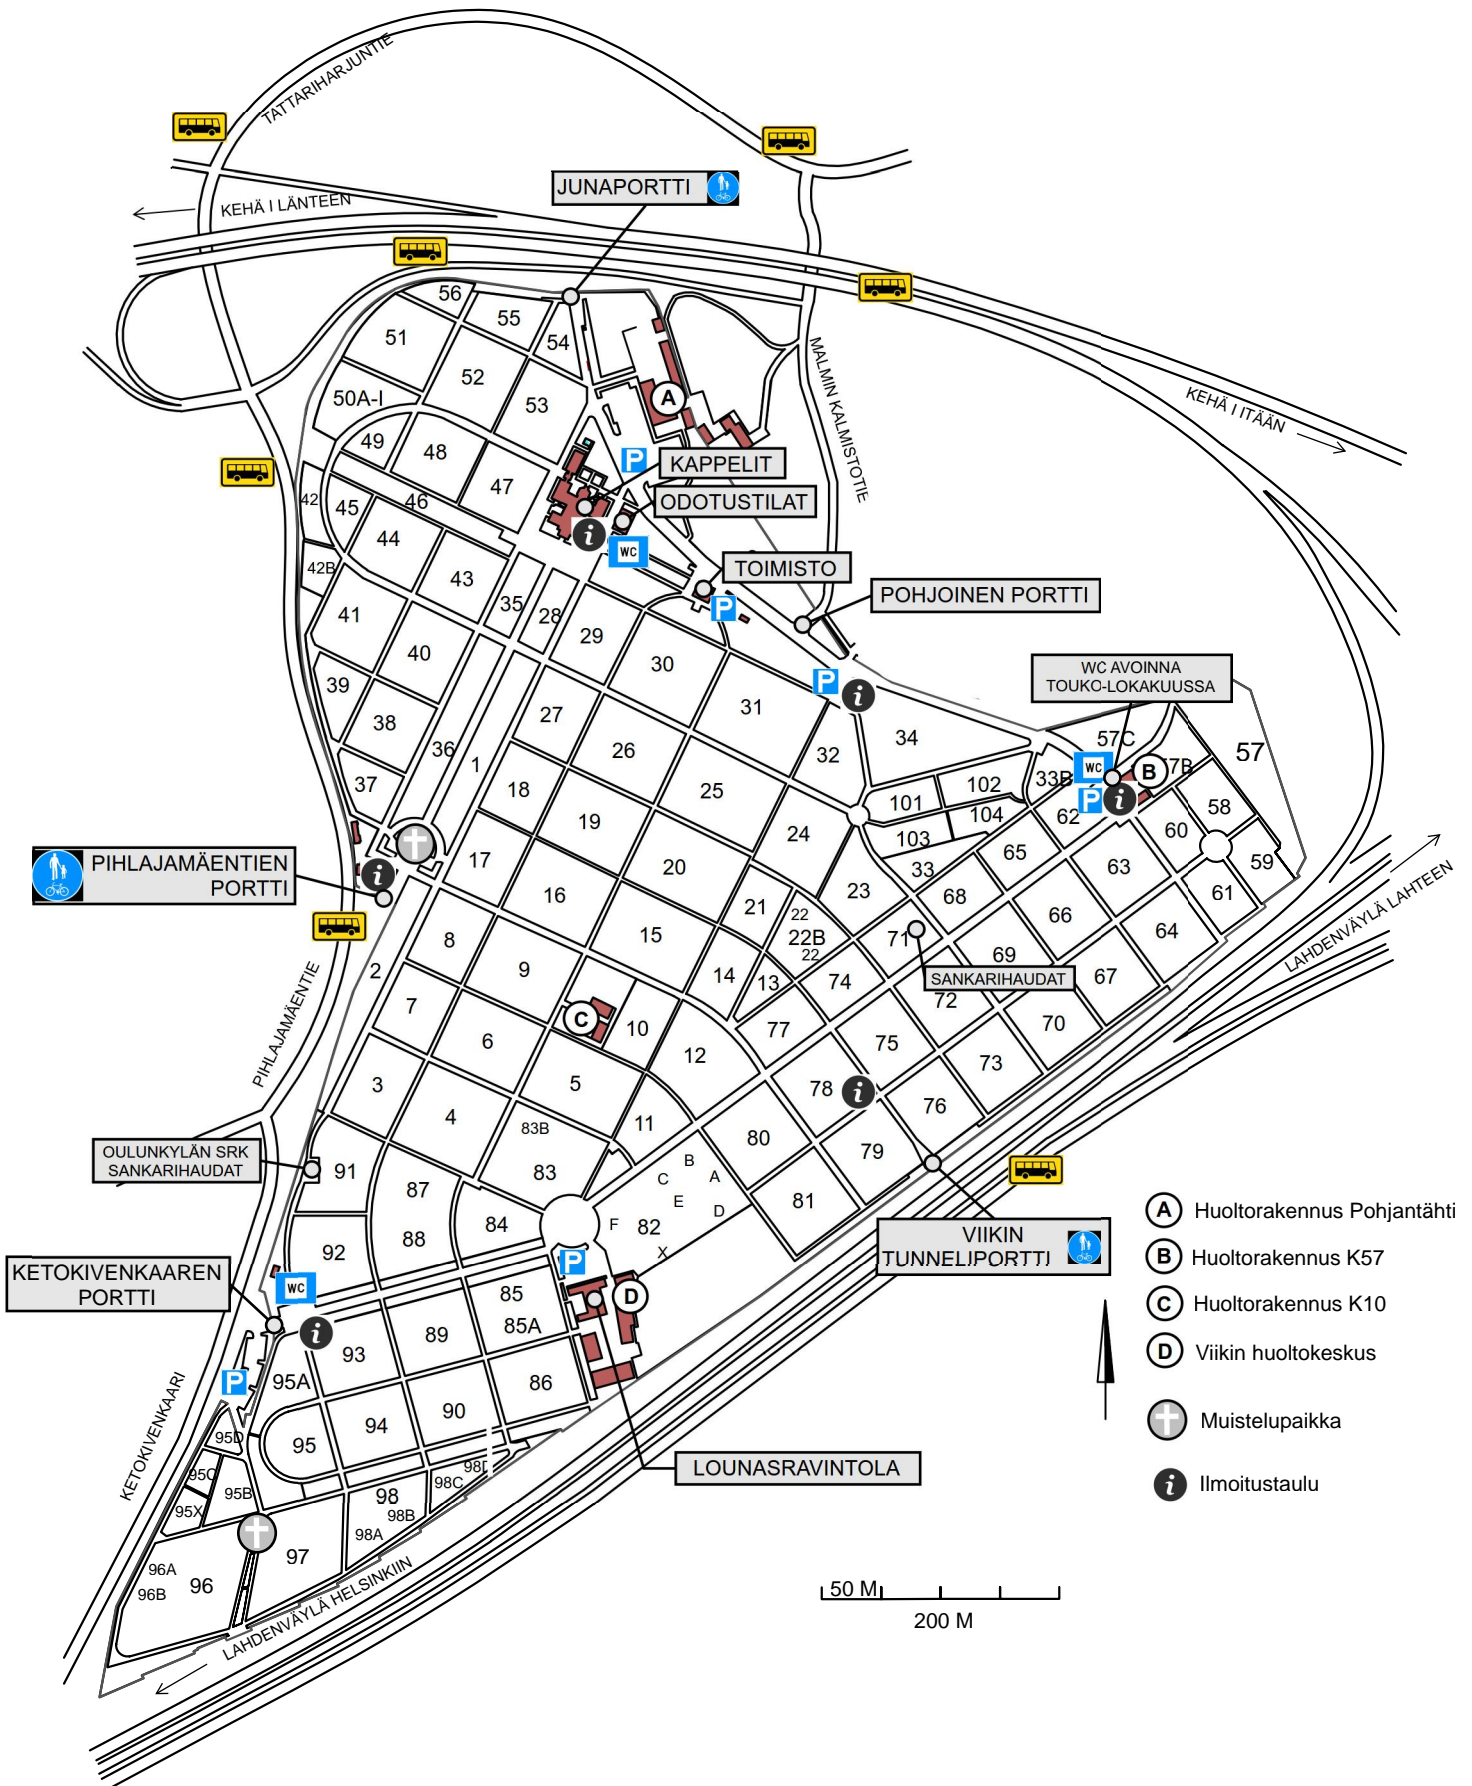 TATTARIHARJUNTIE
JUNAPORTTI
KEHÄ I LÄNTEEN
MALMIN KALMISTOTIE
KEHÄ I ITÄÄN
56
55
54
51
52
53
50A-I
49
48
47
A
P
KAPPELIT
ODOTUSTILAT
i
WC
TOIMISTO
P
POHJOINEN PORTTI
42
45
46
44
43
42B
41
40
35
28
29
30
31
P
i
WC AVOINNA
TOUKO-LOKAKUUSSA
39
38
36
1
27
26
25
32
34
57C
57
WC
B
P
i
33B
62
58
37
18
19
24
101
102
103
104
60
59
PIHLAJAMÄENTIEN
PORTTI
i
17
16
20
21
22
22B
22
23
33
65
68
63
61
66
64
LAHDENVÄYLÄ LAHTEEN
71
SANKARIHAUDAT
69
67
2
8
9
15
14
13
74
72
70
PIHLAJAMÄENTIE
7
6
C
10
12
77
75
73
3
4
5
11
78
i
76
83B
83
80
79
OULUNKYLÄN SRK
SANKARIHAUDAT
91
87
88
84
B
C
A
E
D
F
82
X
81
VIIKIN
TUNNELIPORTTI
92
KETOKIVENKAAREN
PORTTI
WC
i
P
P
D
85
85A
86
89
93
95A
90
94
95
95D
95C
95B
95X
98C
98
98B
98A
LOUNASRAVINTOLA
KETOKIVENKAARI
96A
96B
96
97
LAHDENVÄYLÄ HELSINKIIN
A Huoltorakennus Pohjantähti
B Huoltorakennus K57
C Huoltorakennus K10
D Viikin huoltokeskus
Muistelupaikka
i Ilmoitustaulu
50 M
200 M